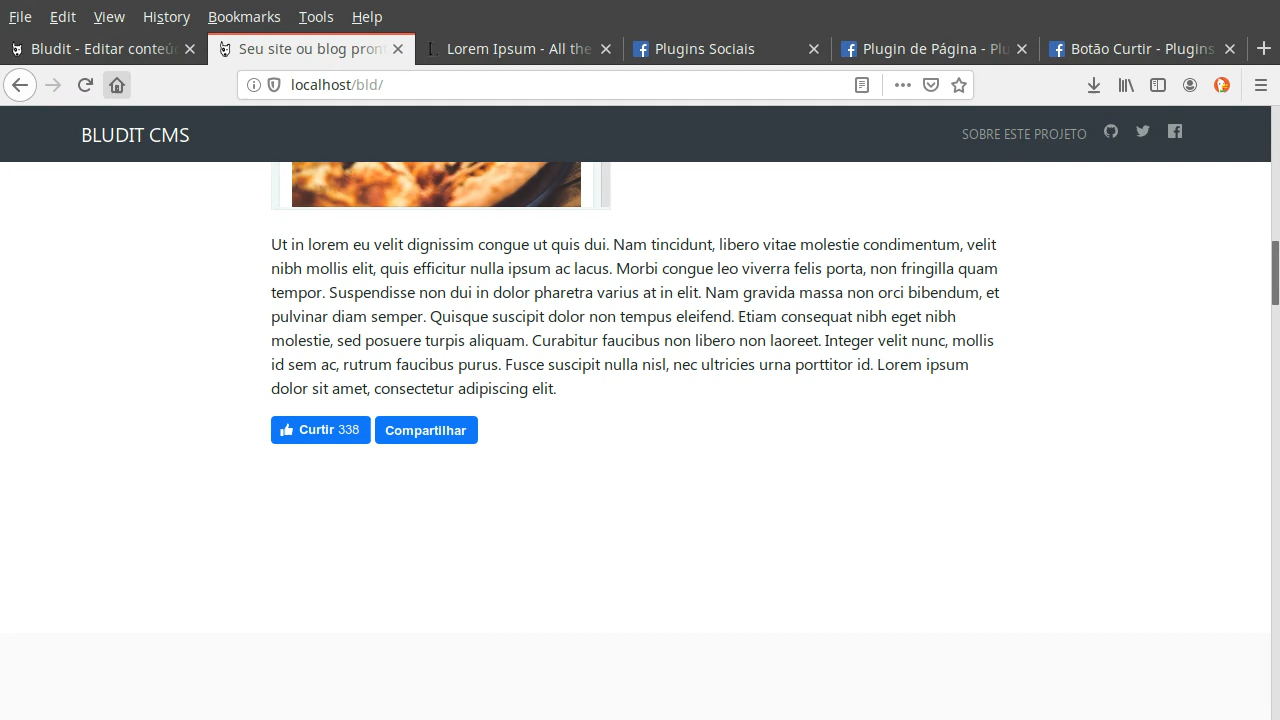 File Edit View History Bookmarks Tools Help
Bludit - Editar conteúd Seu site ou blog pront Lorem Ipsum - All the Plugins Sociais Plugin de Página - Plu Botão Curtir - Plugins
localhost/bld/
BLUDIT CMS SOBRE ESTE PROJETO
Ut in lorem eu velit dignissim congue ut quis dui. Nam tincidunt, libero vitae molestie condimentum, velit
nibh mollis elit, quis efficitur nulla ipsum ac lacus. Morbi congue leo viverra felis porta, non fringilla quam
tempor. Suspendisse non dui in dolor pharetra varius at in elit. Nam gravida massa non orci bibendum, et
pulvinar diam semper. Quisque suscipit dolor non tempus eleifend. Etiam consequat nibh eget nibh
molestie, sed posuere turpis aliquam. Curabitur faucibus non libero non laoreet. Integer velit nunc, mollis
id sem ac, rutrum faucibus purus. Fusce suscipit nulla nisl, nec ultricies urna porttitor id. Lorem ipsum
dolor sit amet, consectetur adipiscing elit.
Curtir 338 Compartilhar